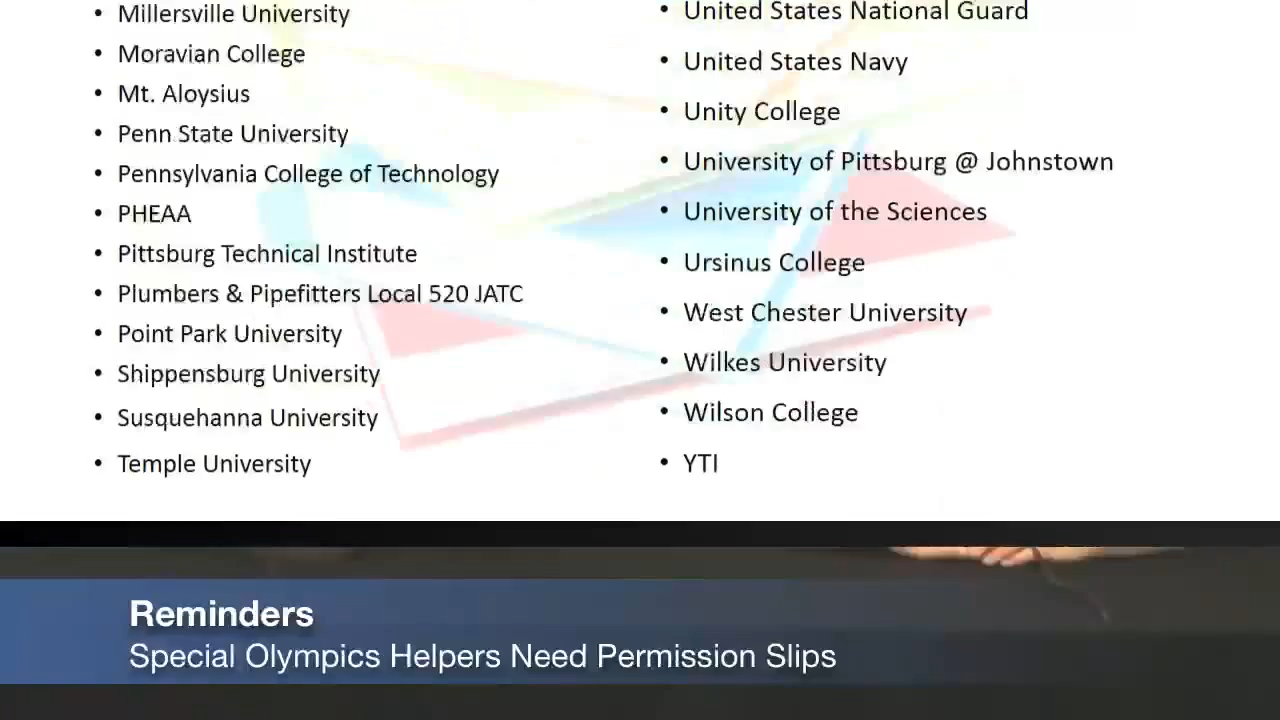 Millersville University
Moravian College
Mt. Aloysius
Penn State University
Pennsylvania College of Technology
PHEAA
Pittsburg Technical Institute
Plumbers & Pipefitters Local 520 JATC
Point Park University
Shippensburg University
Susquehanna University
Temple University
United States National Guard
United States Navy
Unity College
University of Pittsburg @ Johnstown
University of the Sciences
Ursinus College
West Chester University
Wilkes University
Wilson College
YTI
Reminders
Special Olympics Helpers Need Permission Slips